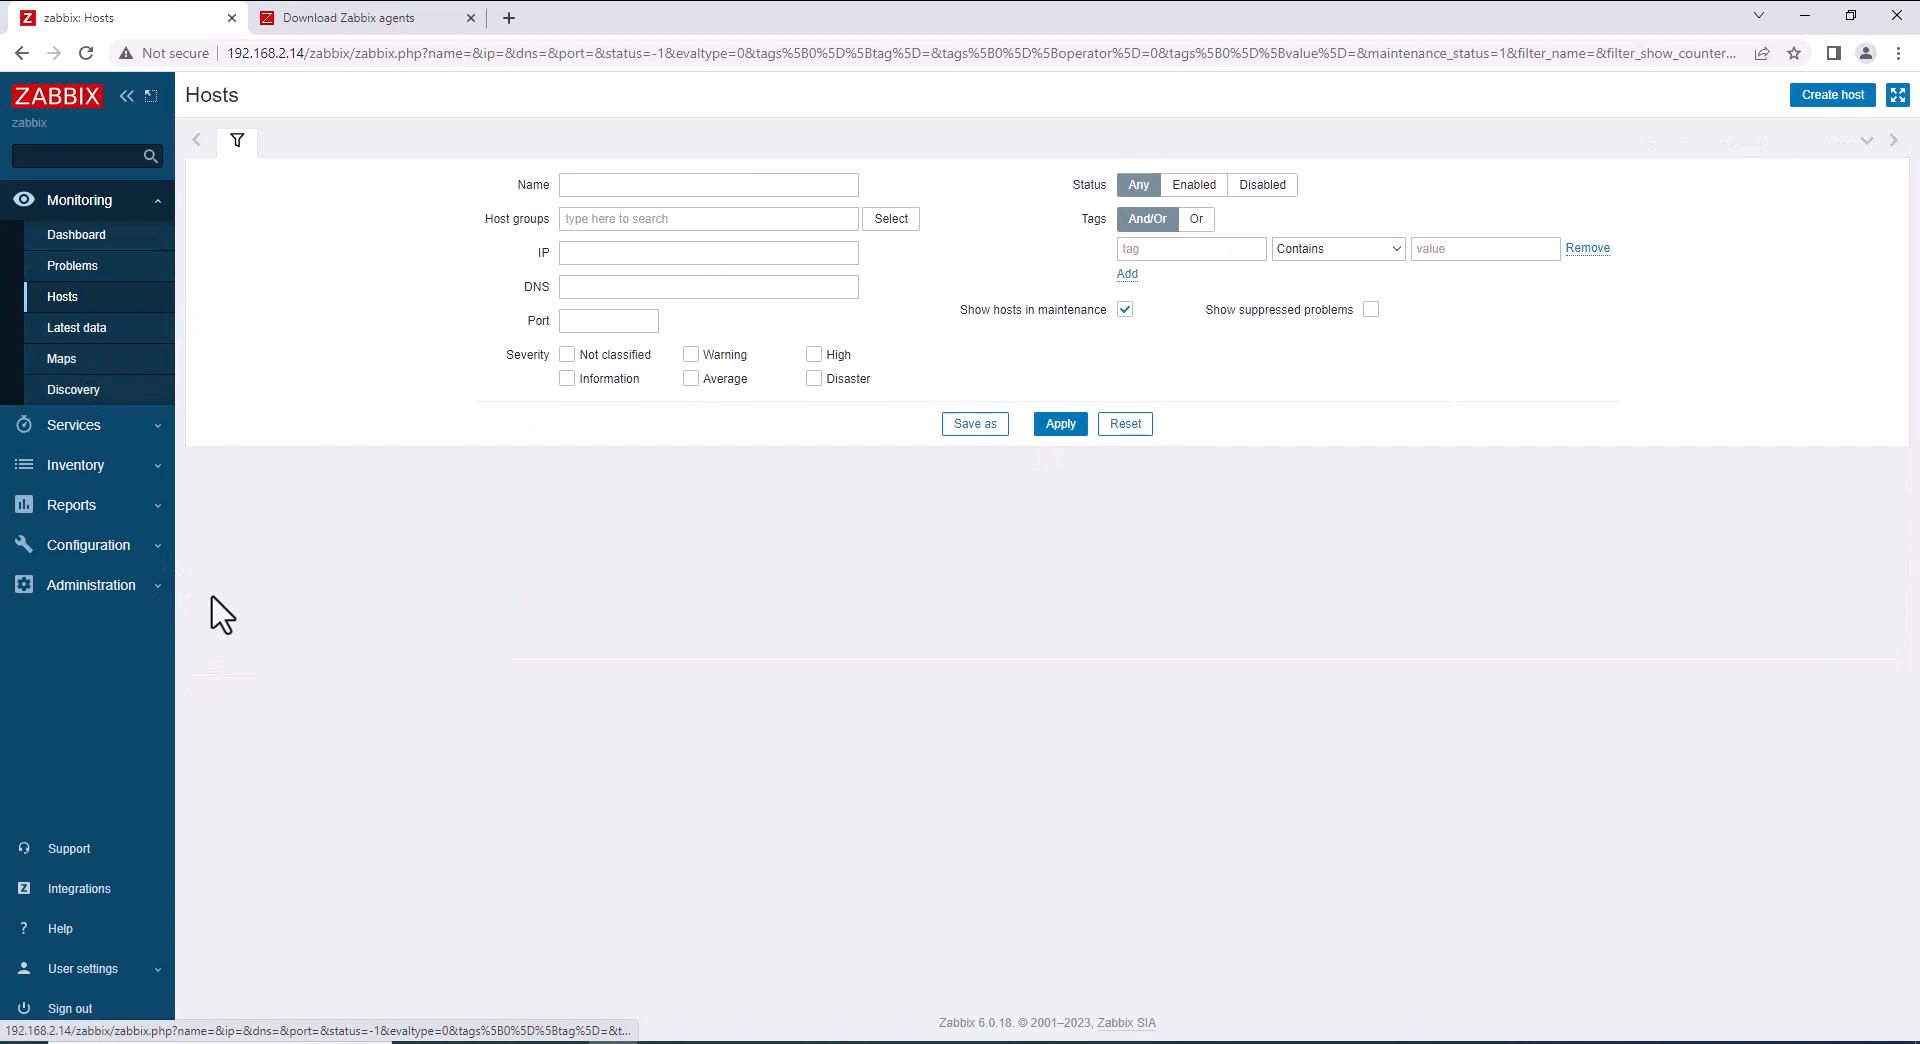 zabbix: Hosts
Download Zabbix agents
Not secure
192.168.2.14/zabbix/zabbix.php?name=&ip=&dns=&port=&status=-1&evaltype=0&tags%5B0%5D%5Btag%5D=&tags%5B0%5D%5Boperator%5D=0&tags%5B0%5D%5Bvalue%5D=&maintenance_status=1&filter_name=&filter_show_counter...
ZABBIX
zabbix
Hosts
Create host
Monitoring
Dashboard
Problems
Hosts
Latest data
Maps
Discovery
Services
Inventory
Reports
Configuration
Administration
Support
Integrations
Help
User settings
Sign out
Name
Host groups type here to search Select
IP
DNS
Port
Severity Not classified Warning High
Information Average Disaster
Status Any Enabled Disabled
Tags And/Or Or
tag Contains value Remove
Add
Show hosts in maintenance Show suppressed problems
Save as Apply Reset
Zabbix 6.0.18. © 2001–2023, Zabbix SIA
192.168.2.14/zabbix/zabbix.php?name=&ip=&dns=&port=&status=-1&evaltype=0&tags%5B0%5D%5Btag%5D=&t...